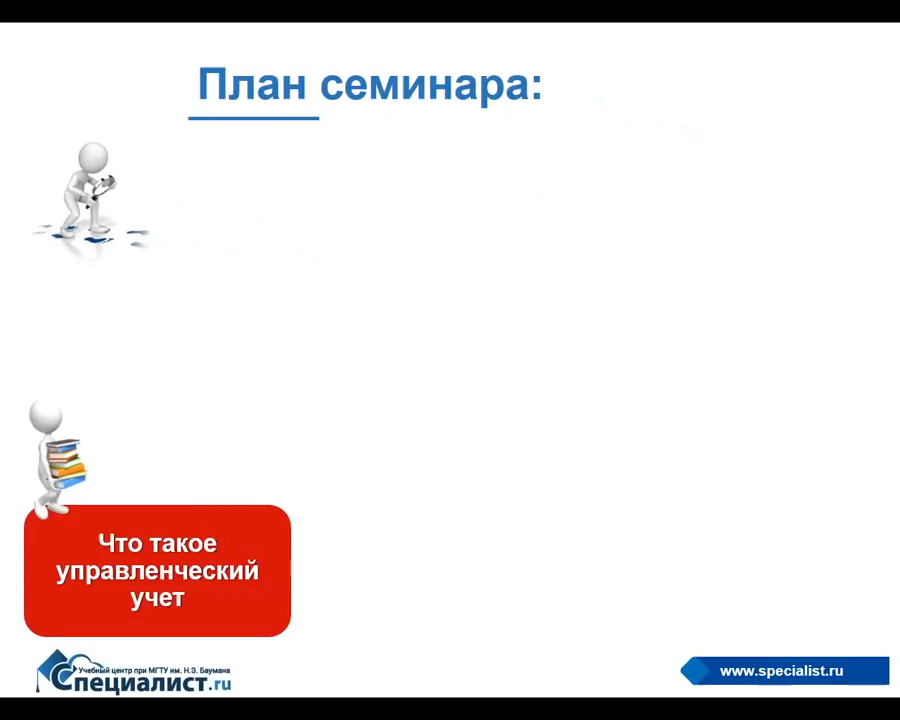 План семинара:
Что такое
управленческий
учет
Учебный центр при МГТУ им. Н.Э. Баумана
Специалист.ru
www.specialist.ru